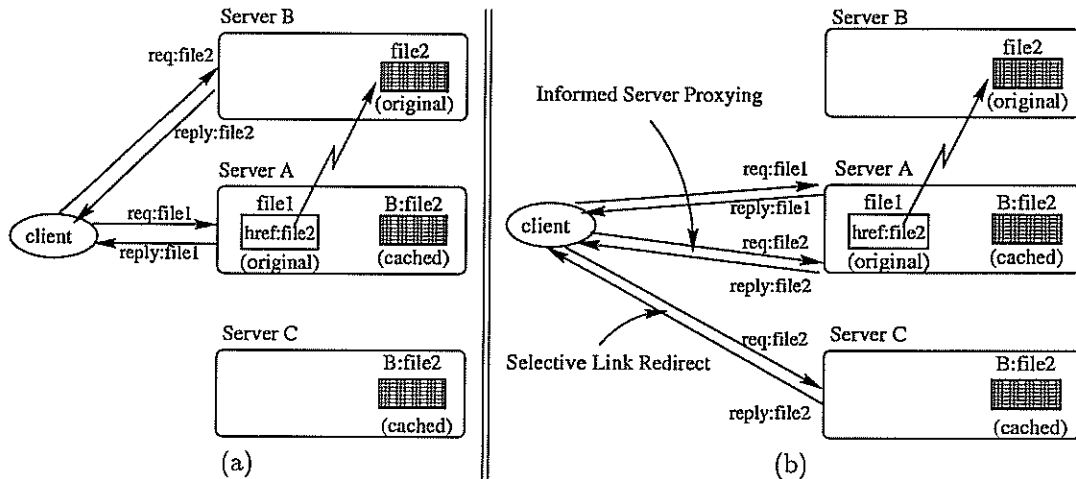 Server B
file2
(original)
req:file2
reply:file2
Server A
file1
href:file2
(original)
B:file2
(cached)
req:file1
reply:file1
client
Server C
B:file2
(cached)
(a)
Server B
file2
(original)
Informed Server Proxying
Server A
file1
href:file2
(original)
B:file2
(cached)
req:file1
reply:file1
client
req:file2
reply:file2
Selective Link Redirect
req:file2
reply:file2
Server C
B:file2
(cached)
(b)